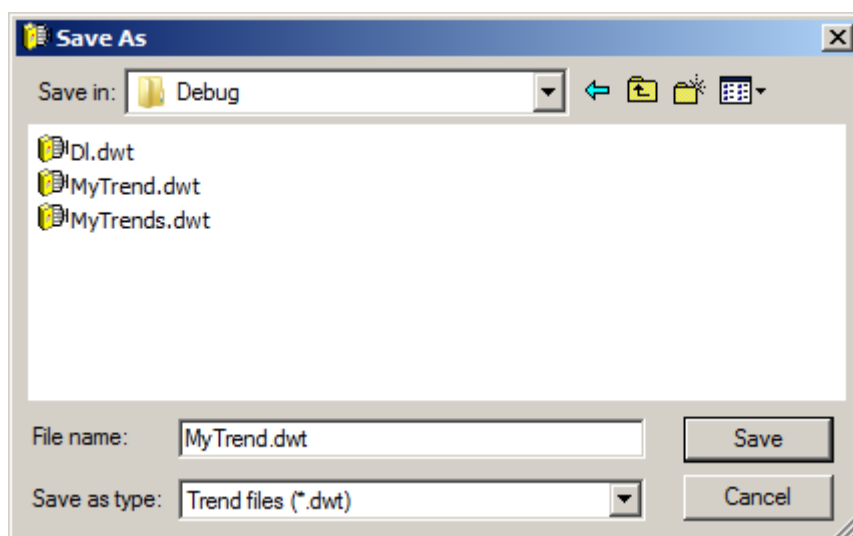 Save As
Save in: Debug
Dl.dwt
MyTrend.dwt
MyTrends.dwt
File name: MyTrend.dwt Save
Save as type: Trend files (*.dwt) Cancel